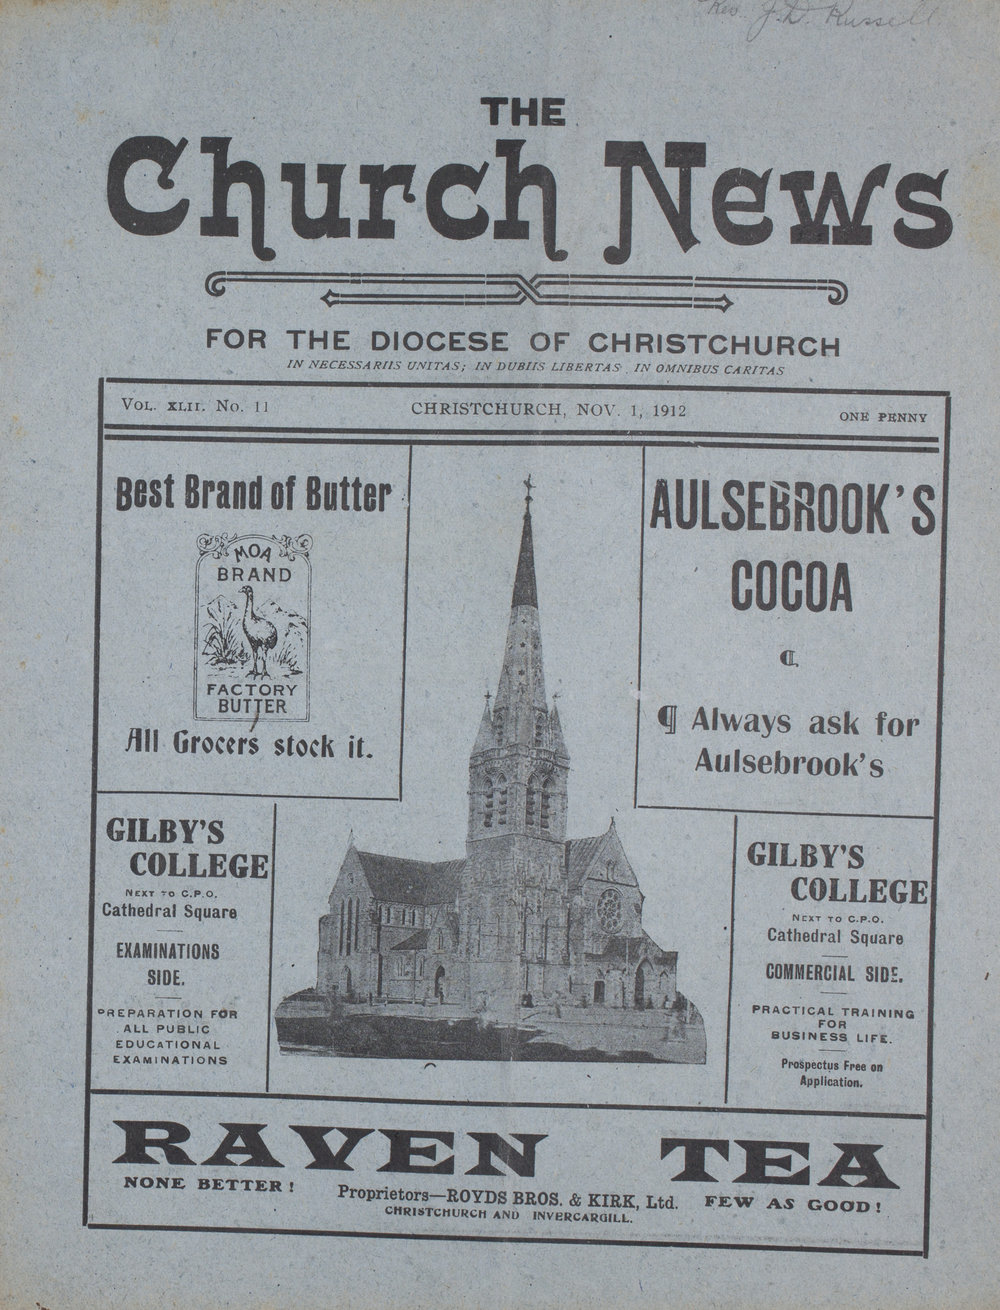 Rev. J. D. Russell.
THE
Church News
FOR THE DIOCESE OF CHRISTCHURCH
IN NECESSARIIS UNITAS; IN DUBIIS LIBERTAS. IN OMNIBUS CARITAS
VOL. XLII. No. 11
CHRISTCHURCH, NOV. 1, 1912
ONE PENNY
Best Brand of Butter
MOA
BRAND
FACTORY
BUTTER
All Grocers stock it.
AULSEBROOK'S
COCOA
¶
¶ Always ask for
Aulsebrook's
GILBY'S
COLLEGE
NEXT TO C.P.O.
Cathedral Square
EXAMINATIONS
SIDE.
PREPARATION FOR
ALL PUBLIC
EDUCATIONAL
EXAMINATIONS
GILBY'S
COLLEGE
NEXT TO C.P.O.
Cathedral Square
COMMERCIAL SIDE.
PRACTICAL TRAINING
FOR
BUSINESS LIFE.
Prospectus Free on
Application.
RAVEN TEA
NONE BETTER!
Proprietors—ROYDS BROS. & KIRK, Ltd.
CHRISTCHURCH AND INVERCARGILL.
FEW AS GOOD!